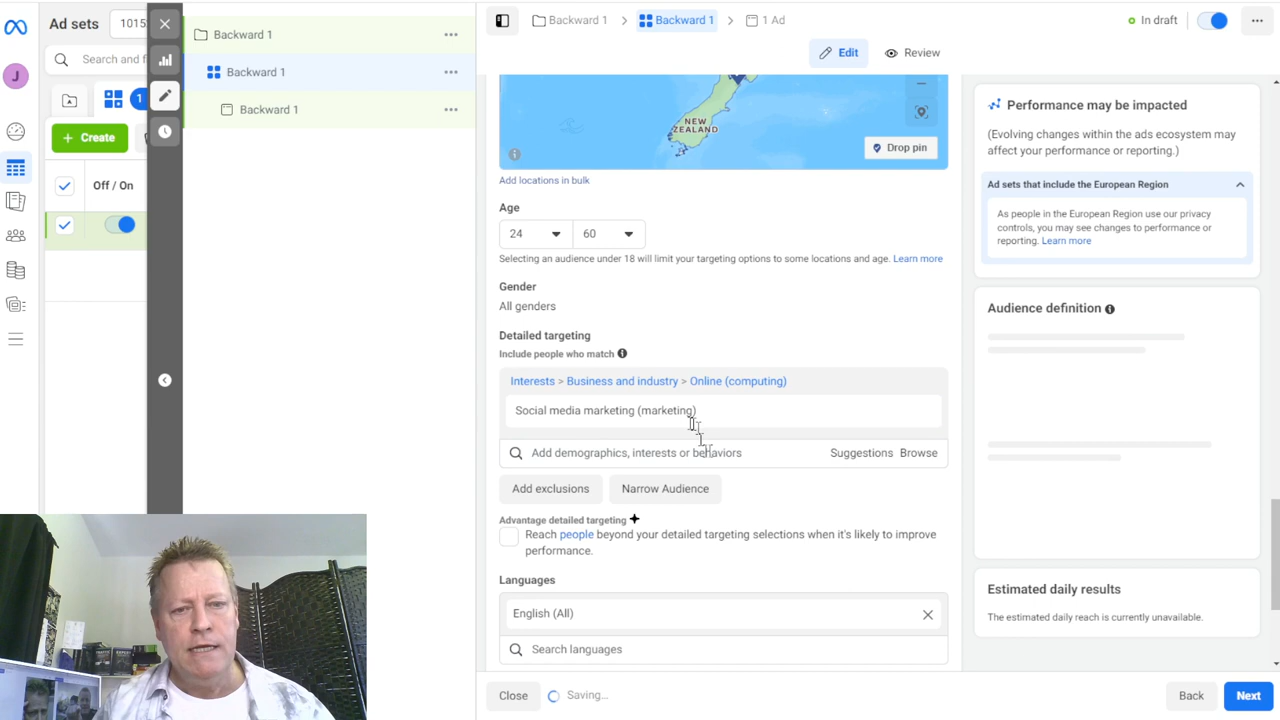 Ad sets
1015
Search and f
1
Create
Off / On
J
Backward 1
Backward 1
Backward 1
Backward 1
Backward 1
1 Ad
In draft
Edit
Review
NEW
ZEALAND
Drop pin
Add locations in bulk
Age
24
60
Selecting an audience under 18 will limit your targeting options to some locations and age. Learn more
Gender
All genders
Detailed targeting
Include people who match
Interests > Business and industry > Online (computing)
Social media marketing (marketing)
Add demographics, interests or behaviors
Suggestions
Browse
Add exclusions
Narrow Audience
Advantage detailed targeting
Reach people beyond your detailed targeting selections when it's likely to improve
performance.
Languages
English (All)
Search languages
Close
Saving...
Back
Next
Performance may be impacted
(Evolving changes within the ads ecosystem may
affect your performance or reporting.)
Ad sets that include the European Region
As people in the European Region use our privacy
controls, you may see changes to performance or
reporting. Learn more
Audience definition
Estimated daily results
The estimated daily reach is currently unavailable.